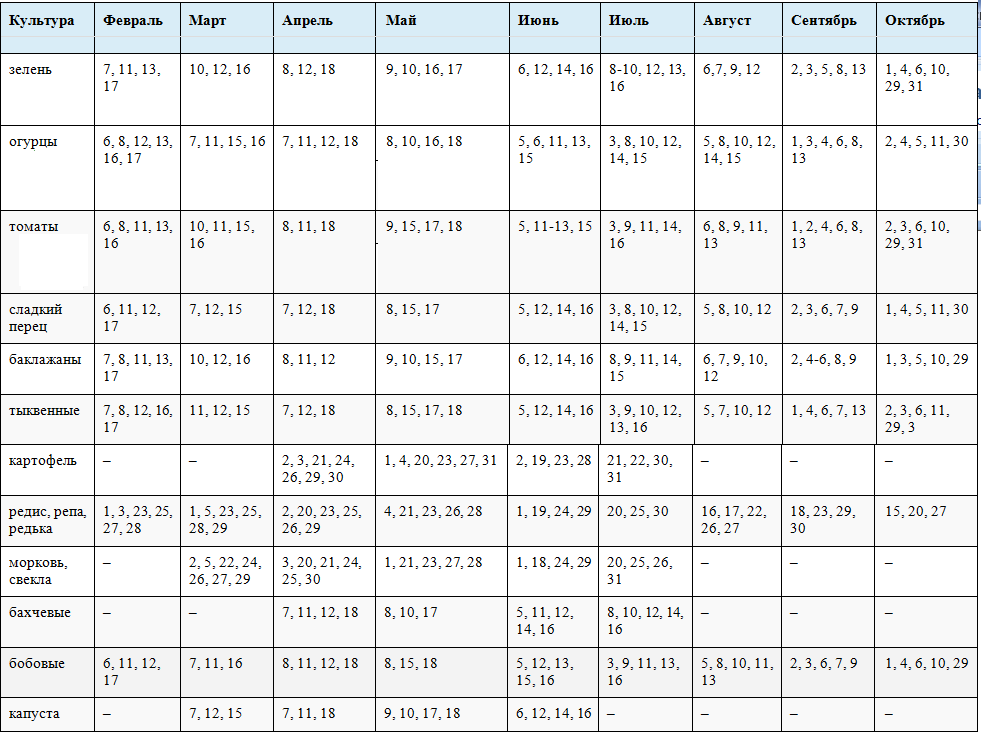 Культура Февраль Март Апрель Май Июнь Июль Август Сентябрь Октябрь
зелень 7, 11, 13, 10, 12, 16 8, 12, 18 9, 10, 16, 17 6, 12, 14, 16 8-10, 12, 13, 6,7, 9, 12 2, 3, 5, 8, 13 1, 4, 6, 10,
17 16 29, 31
огурцы 6, 8, 12, 13, 7, 11, 15, 16 7, 11, 12, 18 8, 10, 16, 18 5, 6, 11, 13, 3, 8, 10, 12, 5, 8, 10, 12, 1, 3, 4, 6, 8, 2, 4, 5, 11, 30
16, 17 15 14, 15 14, 15 13
томаты 6, 8, 11, 13, 10, 11, 15, 8, 11, 18 9, 15, 17, 18 5, 11-13, 15 3, 9, 11, 14, 6, 8, 9, 11, 1, 2, 4, 6, 8, 2, 3, 6, 10,
16 16 16 13 13 29, 31
сладкий 6, 11, 12, 7, 12, 15 7, 12, 18 8, 15, 17 5, 12, 14, 16 3, 8, 10, 12, 5, 8, 10, 12 2, 3, 6, 7, 9 1, 4, 5, 11, 30
перец 17 14, 15
баклажаны 7, 8, 11, 13, 10, 12, 16 8, 11, 12 9, 10, 15, 17 6, 12, 14, 16 8, 9, 11, 14, 6, 7, 9, 10, 2, 4-6, 8, 9 1, 3, 5, 10, 29
17 15 12
тыквенные 7, 8, 12, 16, 11, 12, 15 7, 12, 18 8, 15, 17, 18 5, 12, 14, 16 3, 9, 10, 12, 5, 7, 10, 12 1, 4, 6, 7, 13 2, 3, 6, 11,
17 13, 16 29, 3
картофель – – 2, 3, 21, 24, 1, 4, 20, 23, 27, 31 2, 19, 23, 28 21, 22, 30, – – –
26, 29, 30 31
редис, репа, 1, 3, 23, 25, 1, 5, 23, 25, 2, 20, 23, 25, 4, 21, 23, 26, 28 1, 19, 24, 29 20, 25, 30 16, 17, 22, 18, 23, 29, 15, 20, 27
редька 27, 28 28, 29 26, 29 26, 27 30
морковь, – 2, 5, 22, 24, 3, 20, 21, 24, 1, 21, 23, 27, 28 1, 18, 24, 29 20, 25, 26, – – –
свекла 26, 27, 29 25, 30 31
бахчевые – – 7, 11, 12, 18 8, 10, 17 5, 11, 12, 8, 10, 12, 14, – – –
14, 16 16
бобовые 6, 11, 12, 7, 11, 16 8, 11, 12, 18 8, 15, 18 5, 12, 13, 3, 9, 11, 13, 5, 8, 10, 11, 2, 3, 6, 7, 9 1, 4, 6, 10, 29
17 15, 16 16 13
капуста – 7, 12, 15 7, 11, 18 9, 10, 17, 18 6, 12, 14, 16 – – – –